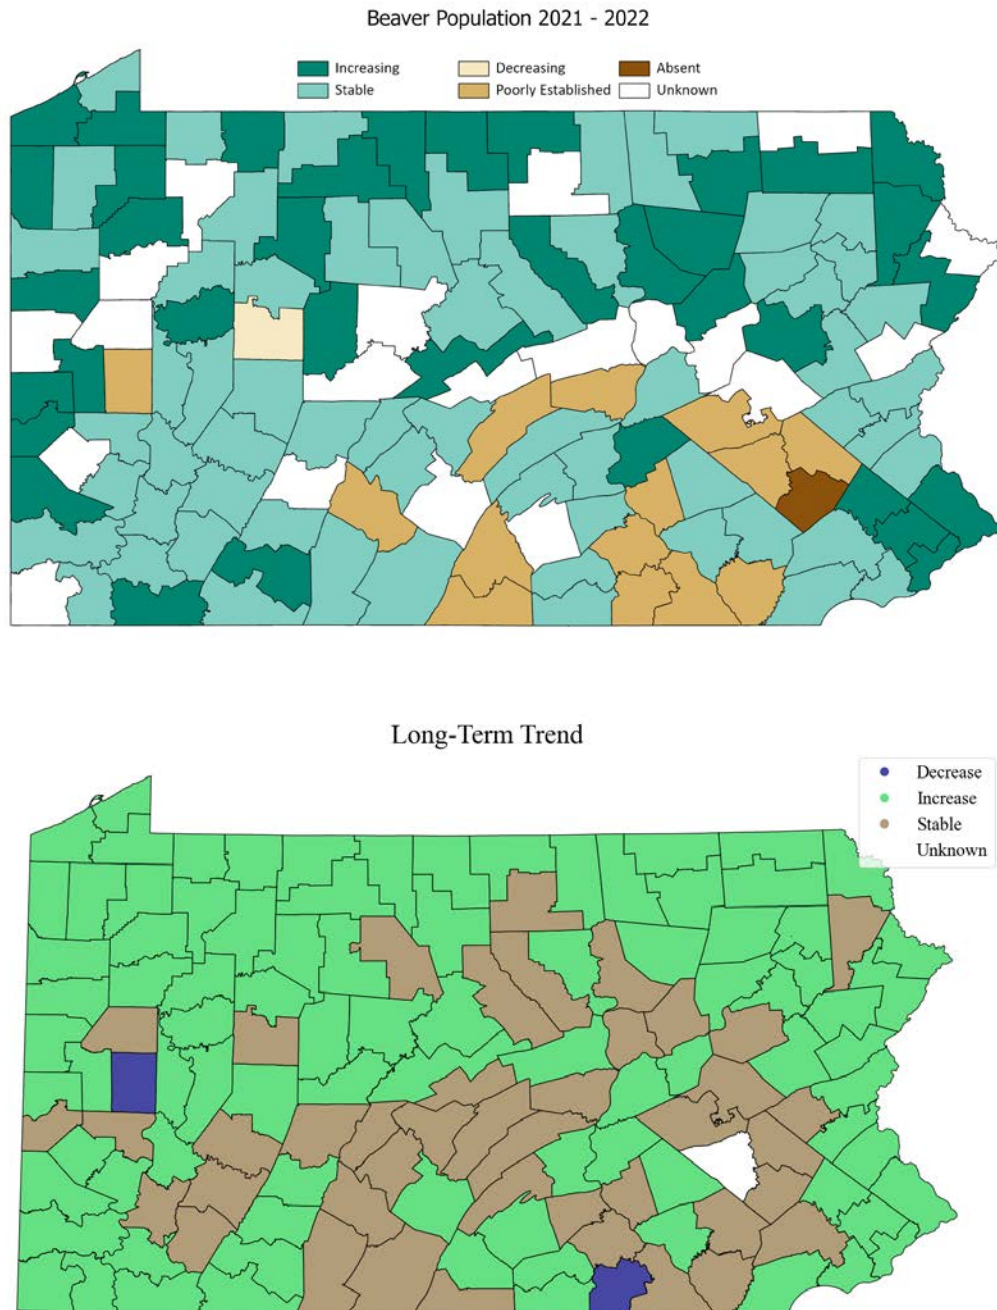 Beaver Population 2021 - 2022
Increasing Decreasing Absent
Stable Poorly Established Unknown
Long-Term Trend
Decrease
Increase
Stable
Unknown